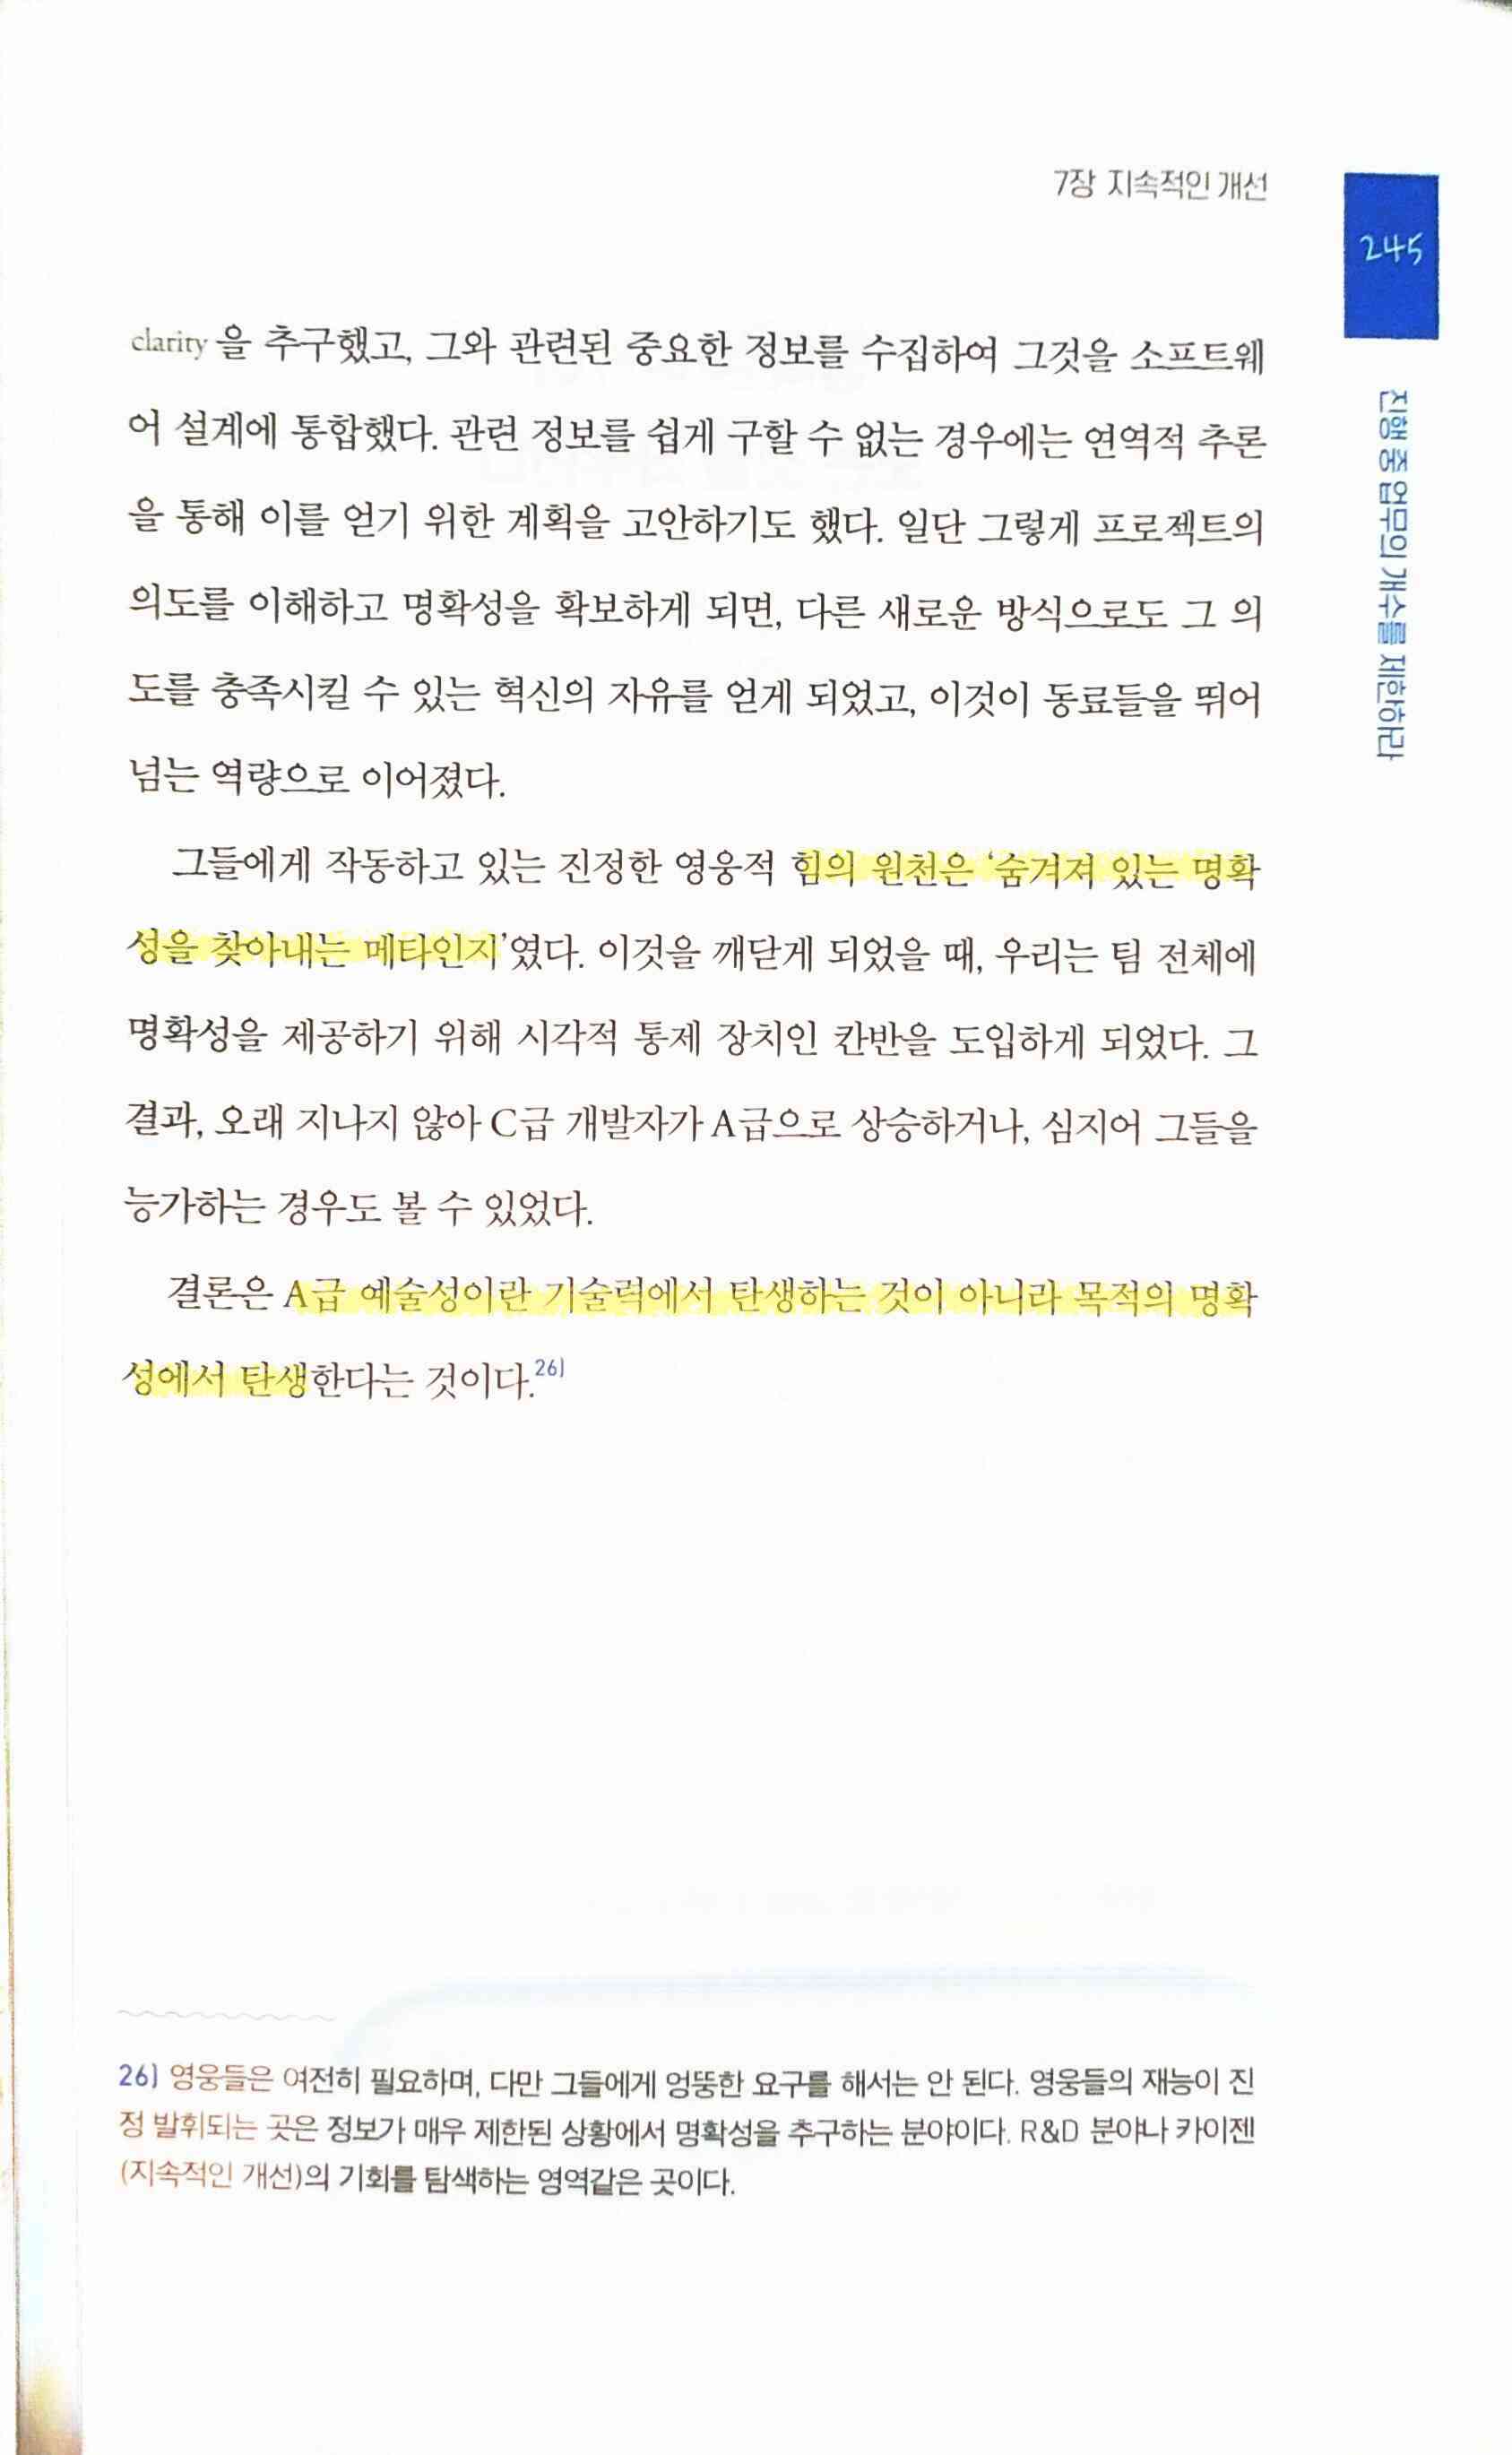 7장 지속적인 개선
245
진행 중 업무의 개수를 제한하라
clarity을 추구했고, 그와 관련된 중요한 정보를 수집하여 그것을 소프트웨
어 설계에 통합했다. 관련 정보를 쉽게 구할 수 없는 경우에는 연역적 추론
을 통해 이를 얻기 위한 계획을 고안하기도 했다. 일단 그렇게 프로젝트의
의도를 이해하고 명확성을 확보하게 되면, 다른 새로운 방식으로도 그 의
도를 충족시킬 수 있는 혁신의 자유를 얻게 되었고, 이것이 동료들을 뛰어
넘는 역량으로 이어졌다.
그들에게 작동하고 있는 진정한 영웅적 힘의 원천은 ‘숨겨져 있는 명확
성을 찾아내는 메타인지’였다. 이것을 깨닫게 되었을 때, 우리는 팀 전체에
명확성을 제공하기 위해 시각적 통제 장치인 칸반을 도입하게 되었다. 그
결과, 오래 지나지 않아 C급 개발자가 A급으로 상승하거나, 심지어 그들을
능가하는 경우도 볼 수 있었다.
결론은 A급 예술성이란 기술력에서 탄생하는 것이 아니라 목적의 명확
성에서 탄생한다는 것이다.26)
26) 영웅들은 여전히 필요하며, 다만 그들에게 엉뚱한 요구를 해서는 안 된다. 영웅들의 재능이 진
정 발휘되는 곳은 정보가 매우 제한된 상황에서 명확성을 추구하는 분야이다. R&D 분야나 카이젠
(지속적인 개선)의 기회를 탐색하는 영역같은 곳이다.